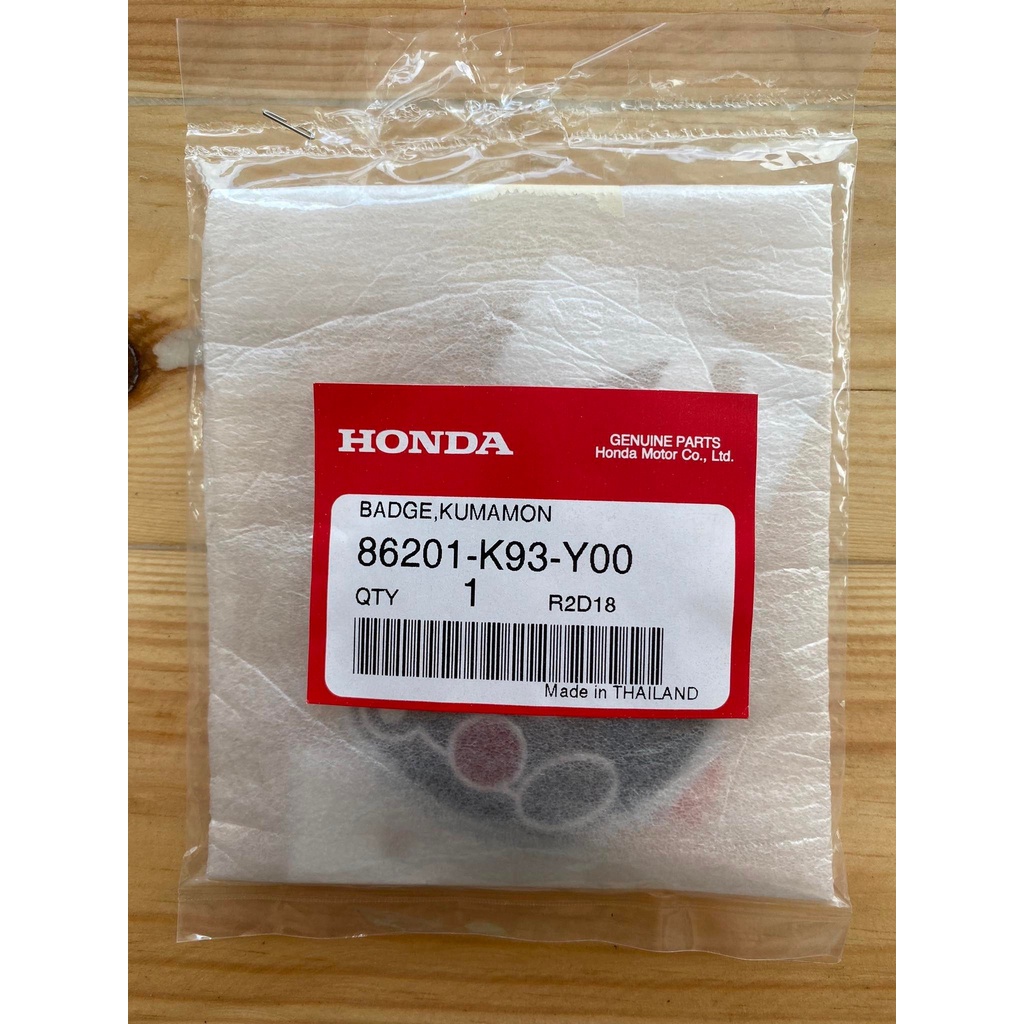 HONDA
GENUINE PARTS
Honda Motor Co., Ltd.
BADGE,KUMAMON
86201-K93-Y00
QTY 1 R2D18
Made in THAILAND